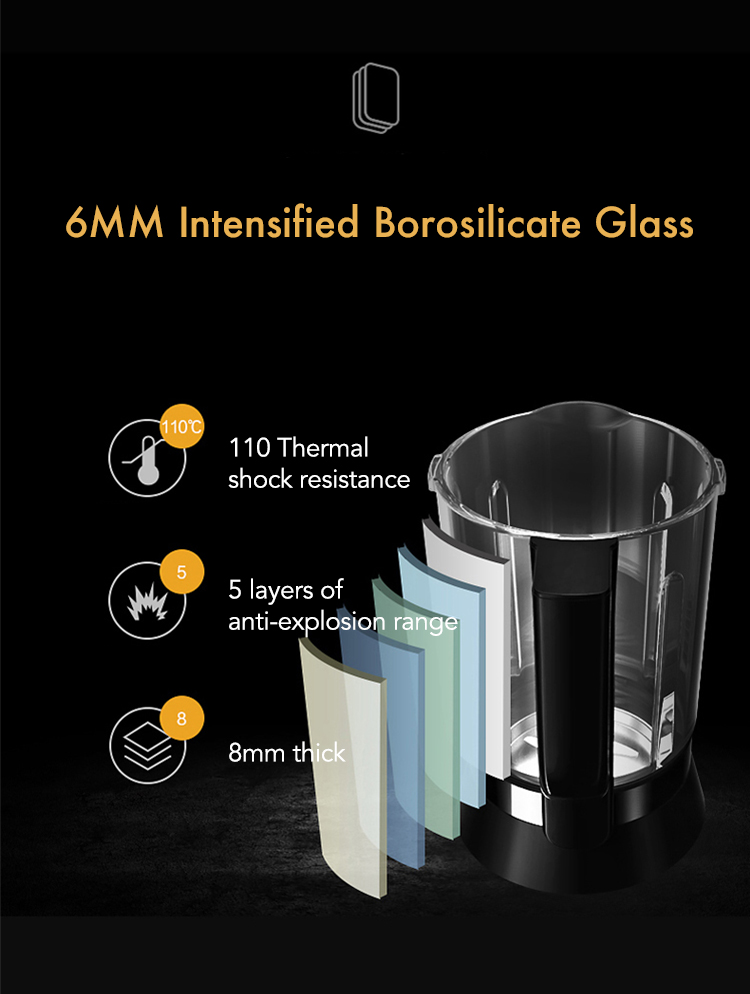 6MM Intensified Borosilicate Glass
110℃
110 Thermal
shock resistance
5
5 layers of
anti-explosion range
8
8mm thick